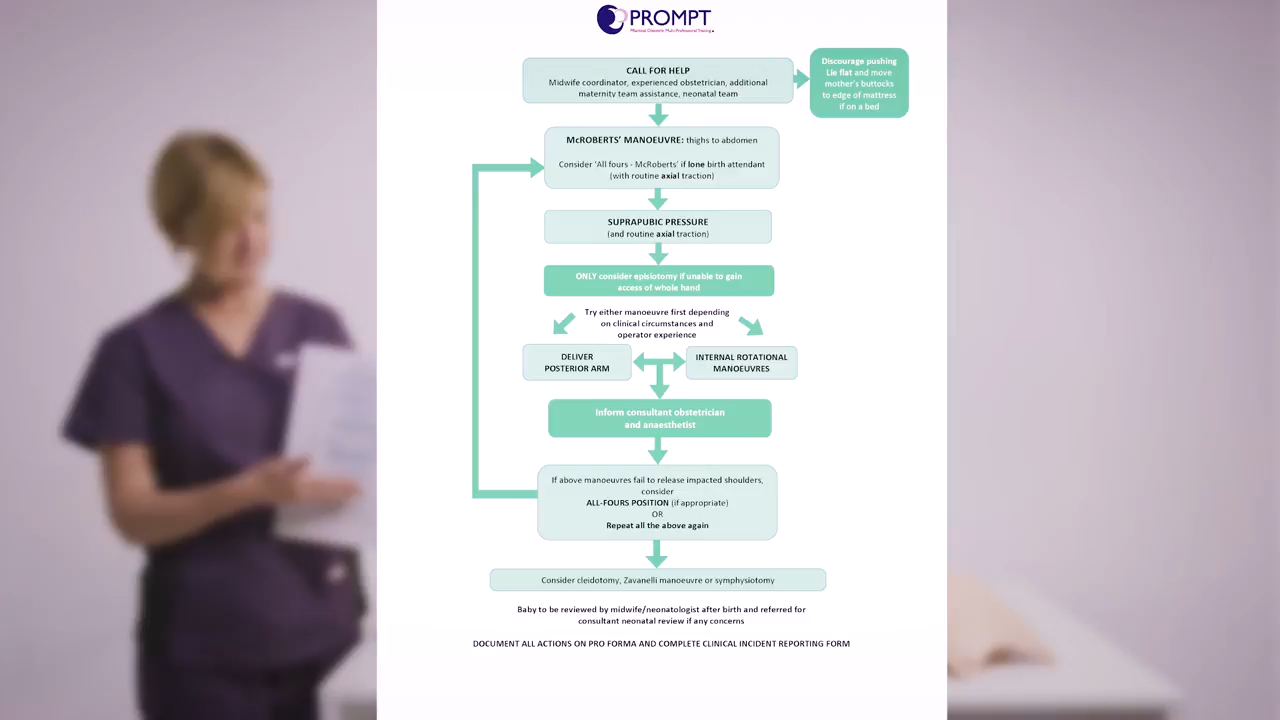 PROMPT
CALL FOR HELP
Midwife coordinator, experienced obstetrician, additional
maternity team assistance, neonatal team
Discourage pushing
Lie flat and move
mother's buttocks
to edge of mattress
if on a bed
McROBERTS' MANOEUVRE: thighs to abdomen
Consider 'All fours - McRoberts' if lone birth attendant
(with routine axial traction)
SUPRAPUBIC PRESSURE
(and routine axial traction)
ONLY consider episiotomy if unable to gain
access of whole hand
Try either manoeuvre first depending
on clinical circumstances and
operator experience
DELIVER
POSTERIOR ARM
INTERNAL ROTATIONAL
MANOEUVRES
Inform consultant obstetrician
and anaesthetist
If above manoeuvres fail to release impacted shoulders,
consider
ALL-FOURS POSITION (if appropriate)
OR
Repeat all the above again
Consider cleidotomy, Zavanelli manoeuvre or symphysiotomy
Baby to be reviewed by midwife/neonatologist after birth and referred for
consultant neonatal review if any concerns
DOCUMENT ALL ACTIONS ON PRO FORMA AND COMPLETE CLINICAL INCIDENT REPORTING FORM